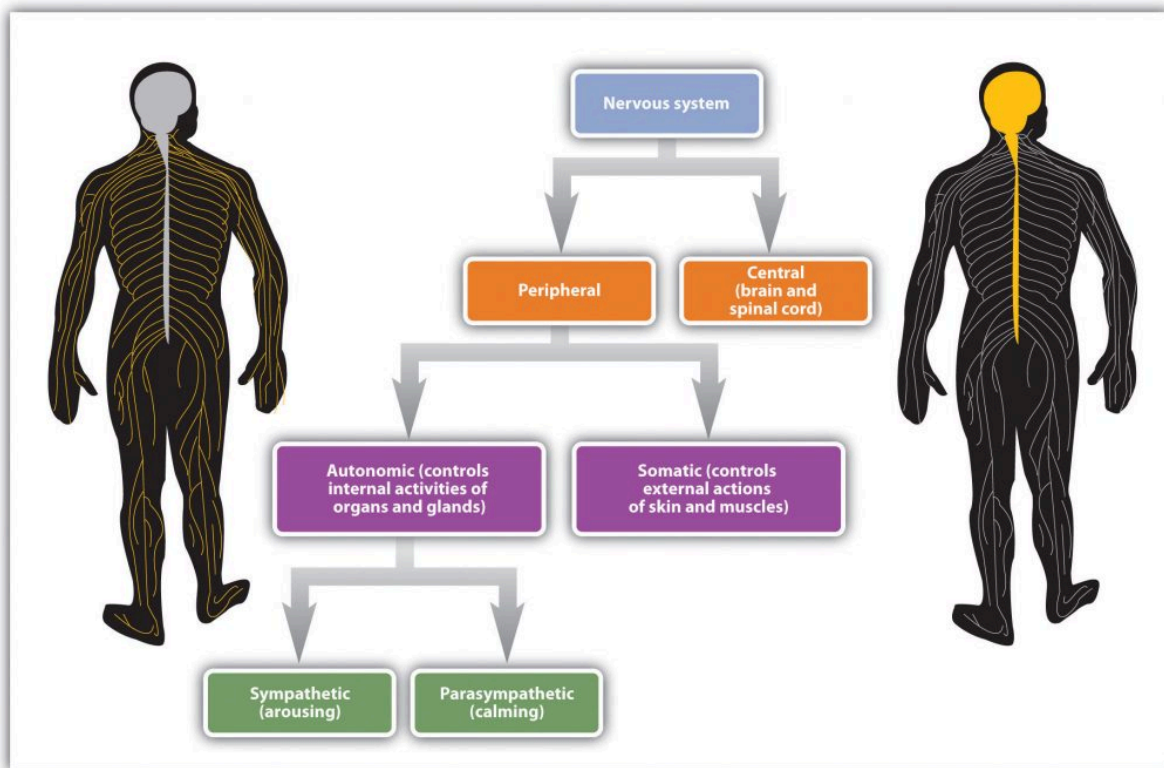 Nervous system
Peripheral
Central
(brain and
spinal cord)
Autonomic (controls
internal activities of
organs and glands)
Somatic (controls
external actions
of skin and muscles)
Sympathetic
(arousing)
Parasympathetic
(calming)